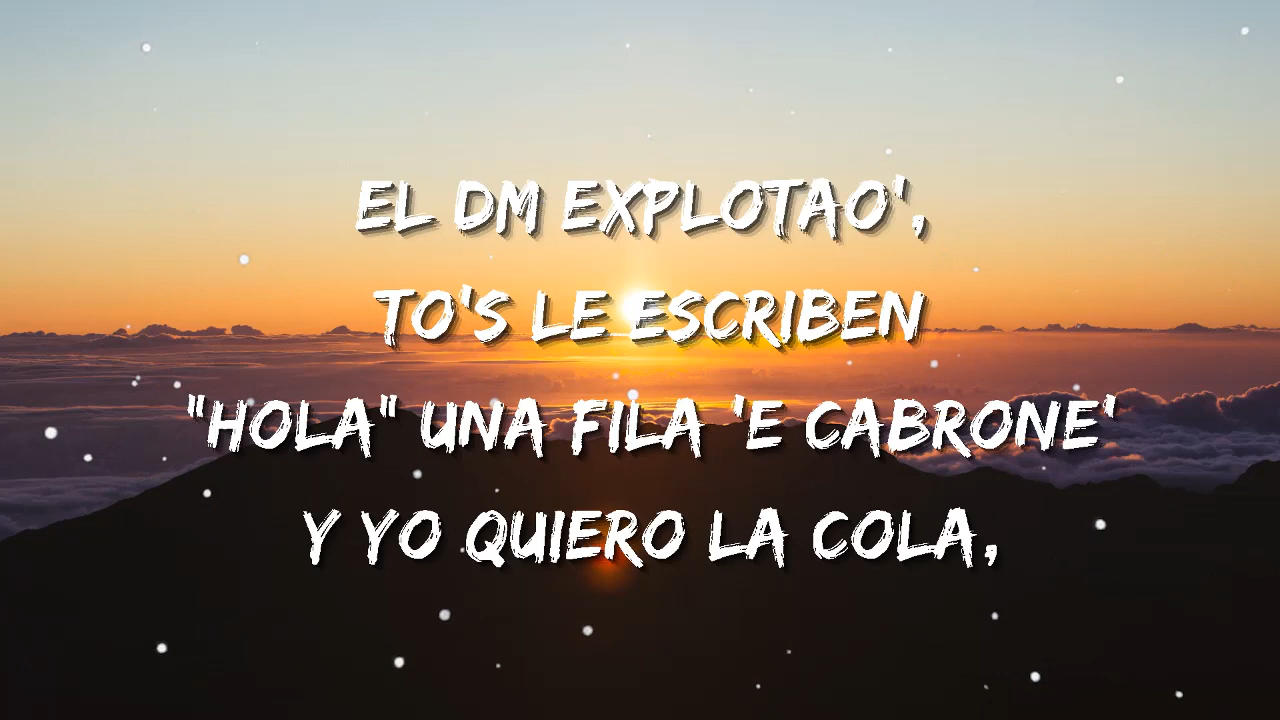 EL DM EXPLOTAO',
TO'S LE ESCRIBEN
"HOLA" UNA FILA 'E CABRONE'
Y YO QUIERO LA COLA,